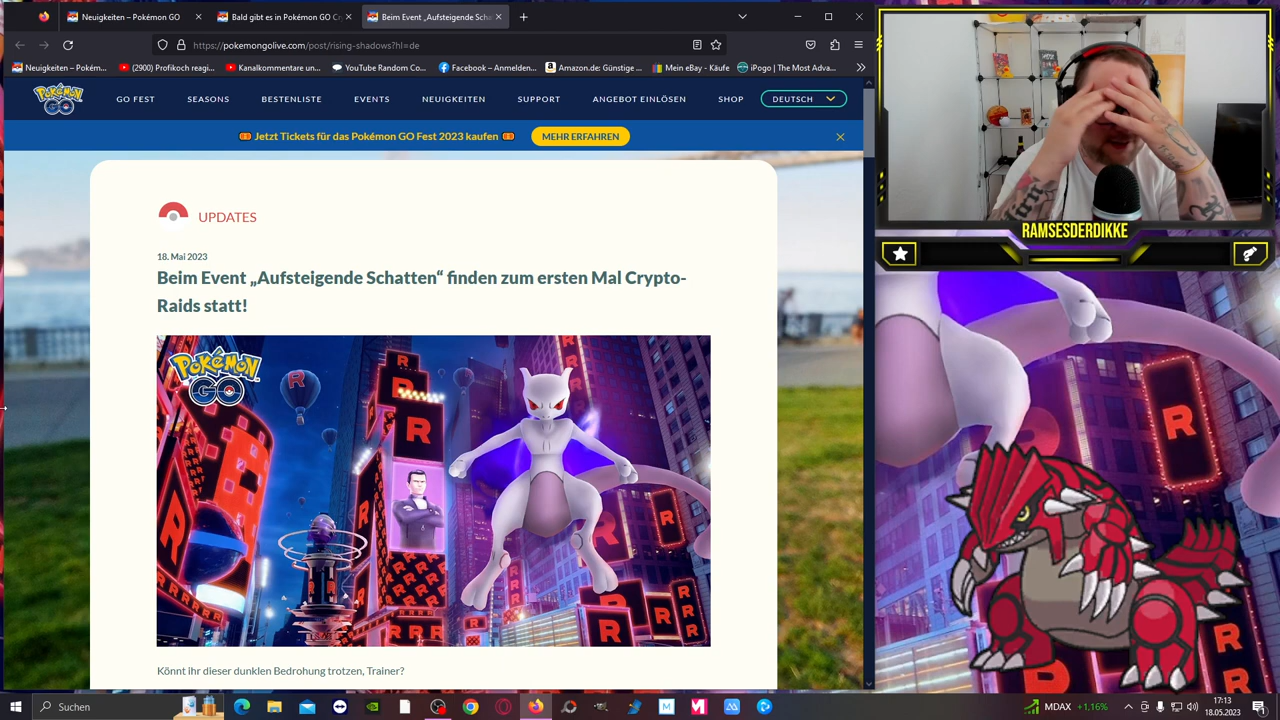 Neuigkeiten – Pokémon GO
Bald gibt es in Pokémon GO Cr
Beim Event „Aufsteigende Scha
https://pokemongolive.com/post/rising-shadows?hl=de
Neuigkeiten – Pokém...
(2900) Profikoch reagi...
Kanalkommentare un...
YouTube Random Co...
Facebook – Anmelden...
Amazon.de: Günstige ...
Mein eBay - Käufe
iPogo | The Most Adva...
Pokémon GO
GO FEST
SEASONS
BESTENLISTE
EVENTS
NEUIGKEITEN
SUPPORT
ANGEBOT EINLÖSEN
SHOP
DEUTSCH
Jetzt Tickets für das Pokémon GO Fest 2023 kaufen
MEHR ERFAHREN
UPDATES
18. Mai 2023
Beim Event „Aufsteigende Schatten“ finden zum ersten Mal Crypto-
Raids statt!
Pokémon GO
R
R
R
Könnt ihr dieser dunklen Bedrohung trotzen, Trainer?
RAMSESDERDIKKE
R
Suchen
MDAX +1,16%
17:13
18.05.2023